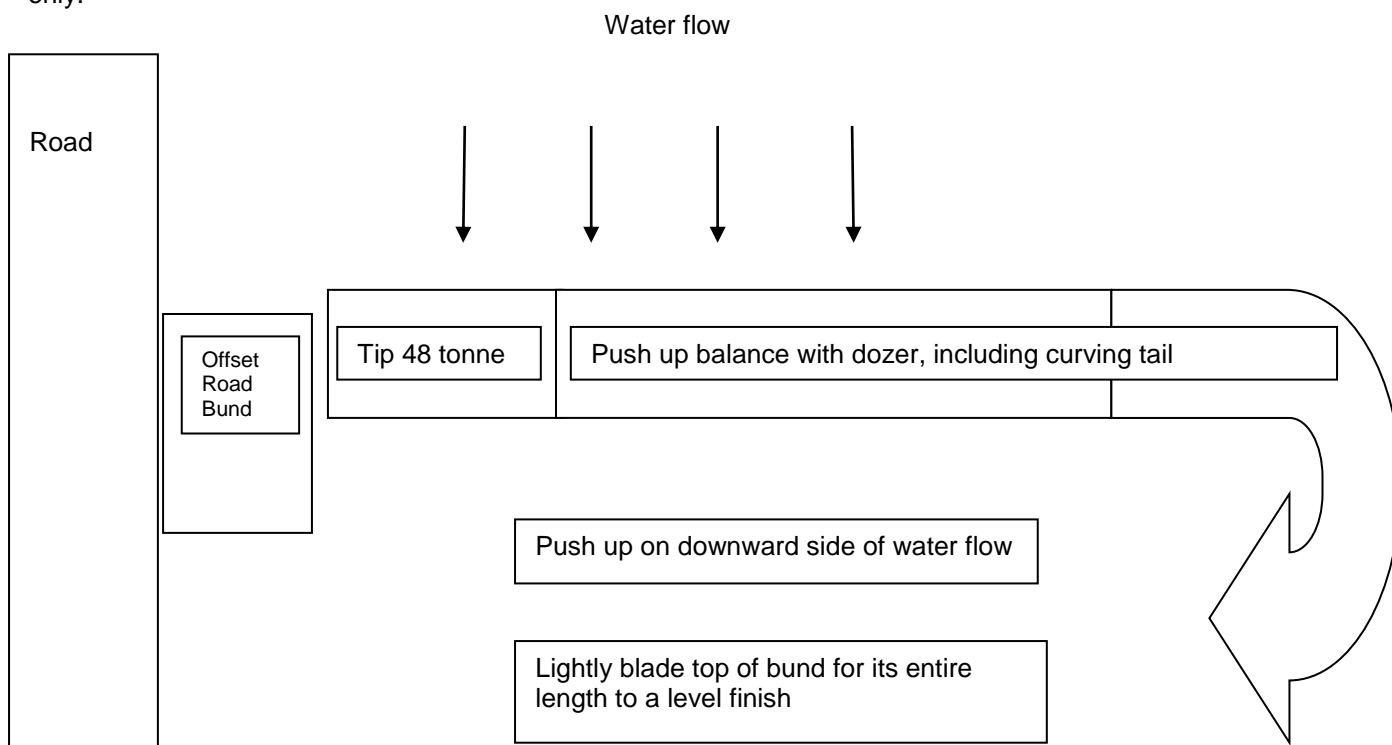 only.
Water flow
Road
Offset
Road
Bund
Tip 48 tonne
Push up balance with dozer, including curving tail
Push up on downward side of water flow
Lightly blade top of bund for its entire
length to a level finish